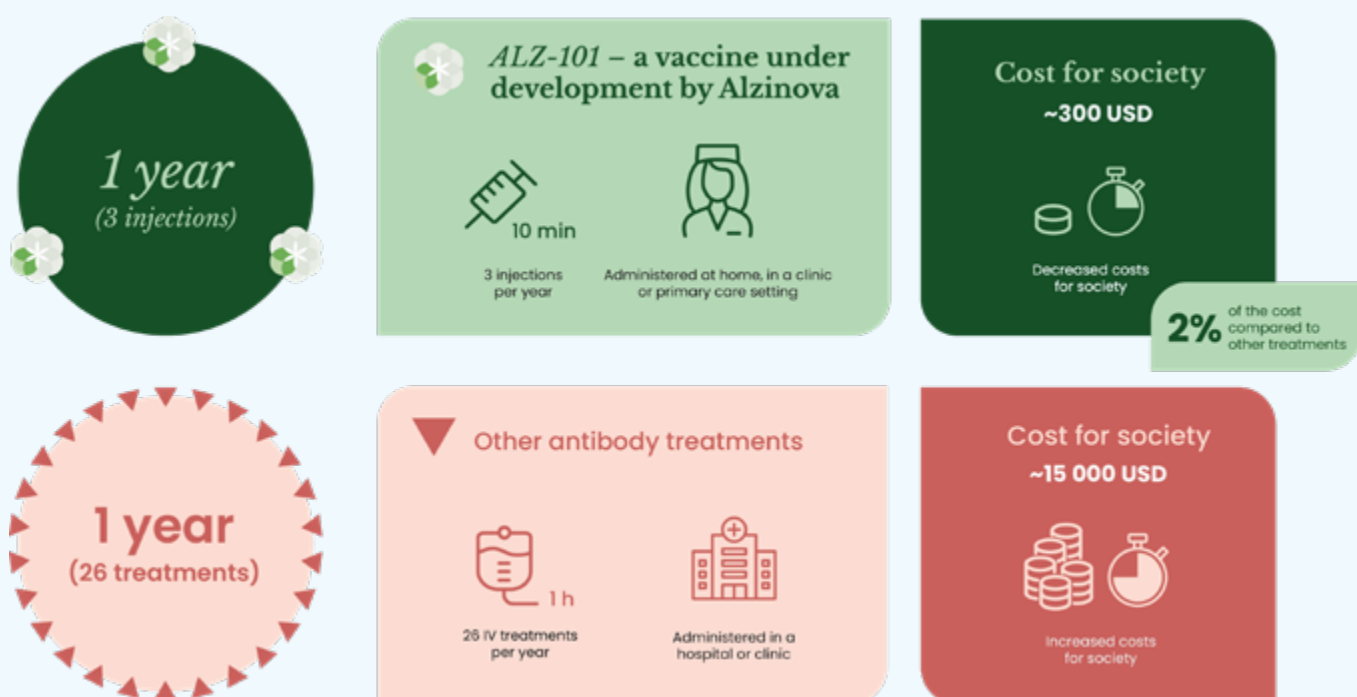 1 year
(3 injections)
ALZ-101 – a vaccine under
development by Alzinova
10 min
3 injections
per year
Administered at home, in a clinic
or primary care setting
Cost for society
~300 USD
Decreased costs
for society
2%
of the cost
compared to
other treatments
1 year
(26 treatments)
Other antibody treatments
1 h
26 IV treatments
per year
Administered in a
hospital or clinic
Cost for society
~15 000 USD
Increased costs
for society